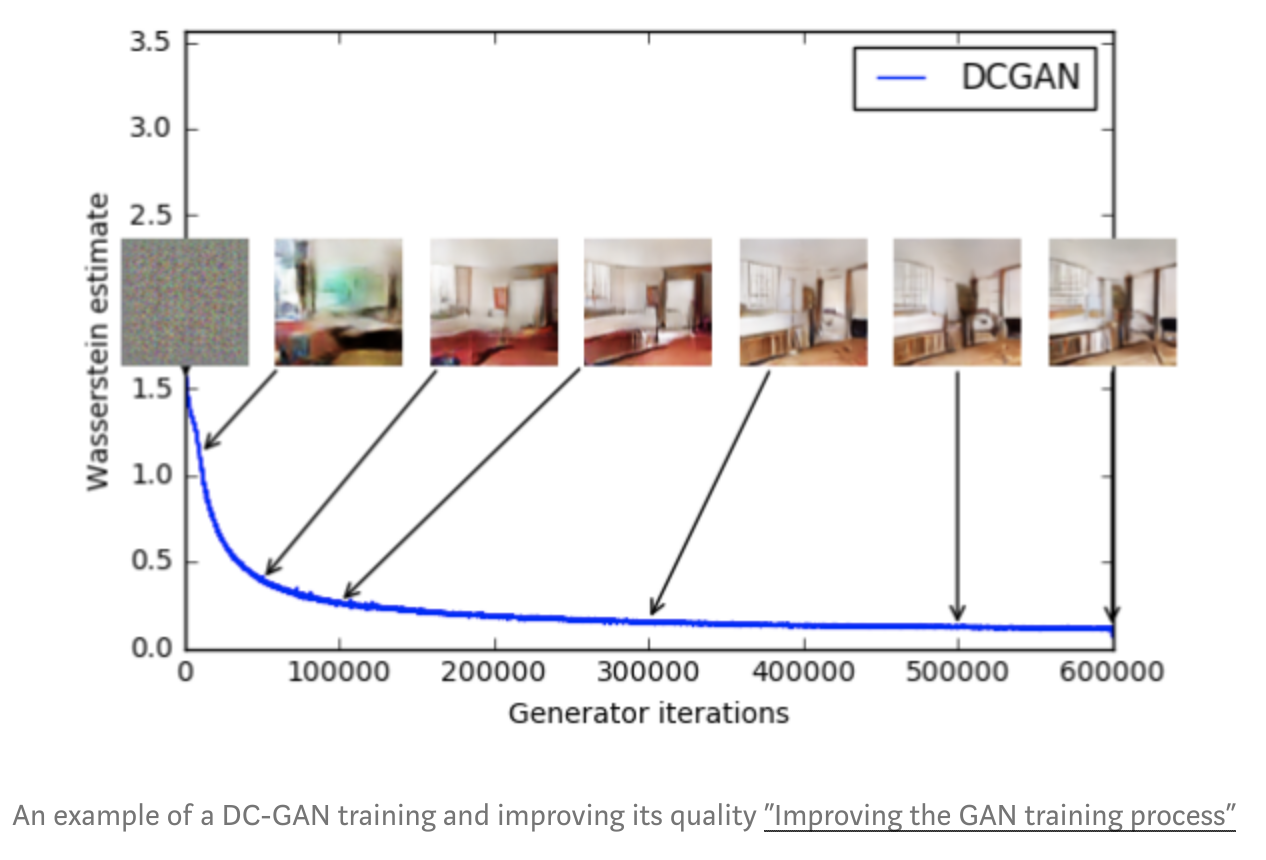 3.5
DCGAN
3.0
2.5
1.5
1.0
0.5
0.0
Wasserstein estimate
0 100000 200000 300000 400000 500000 600000
Generator iterations
An example of a DC-GAN training and improving its quality "Improving the GAN training process"